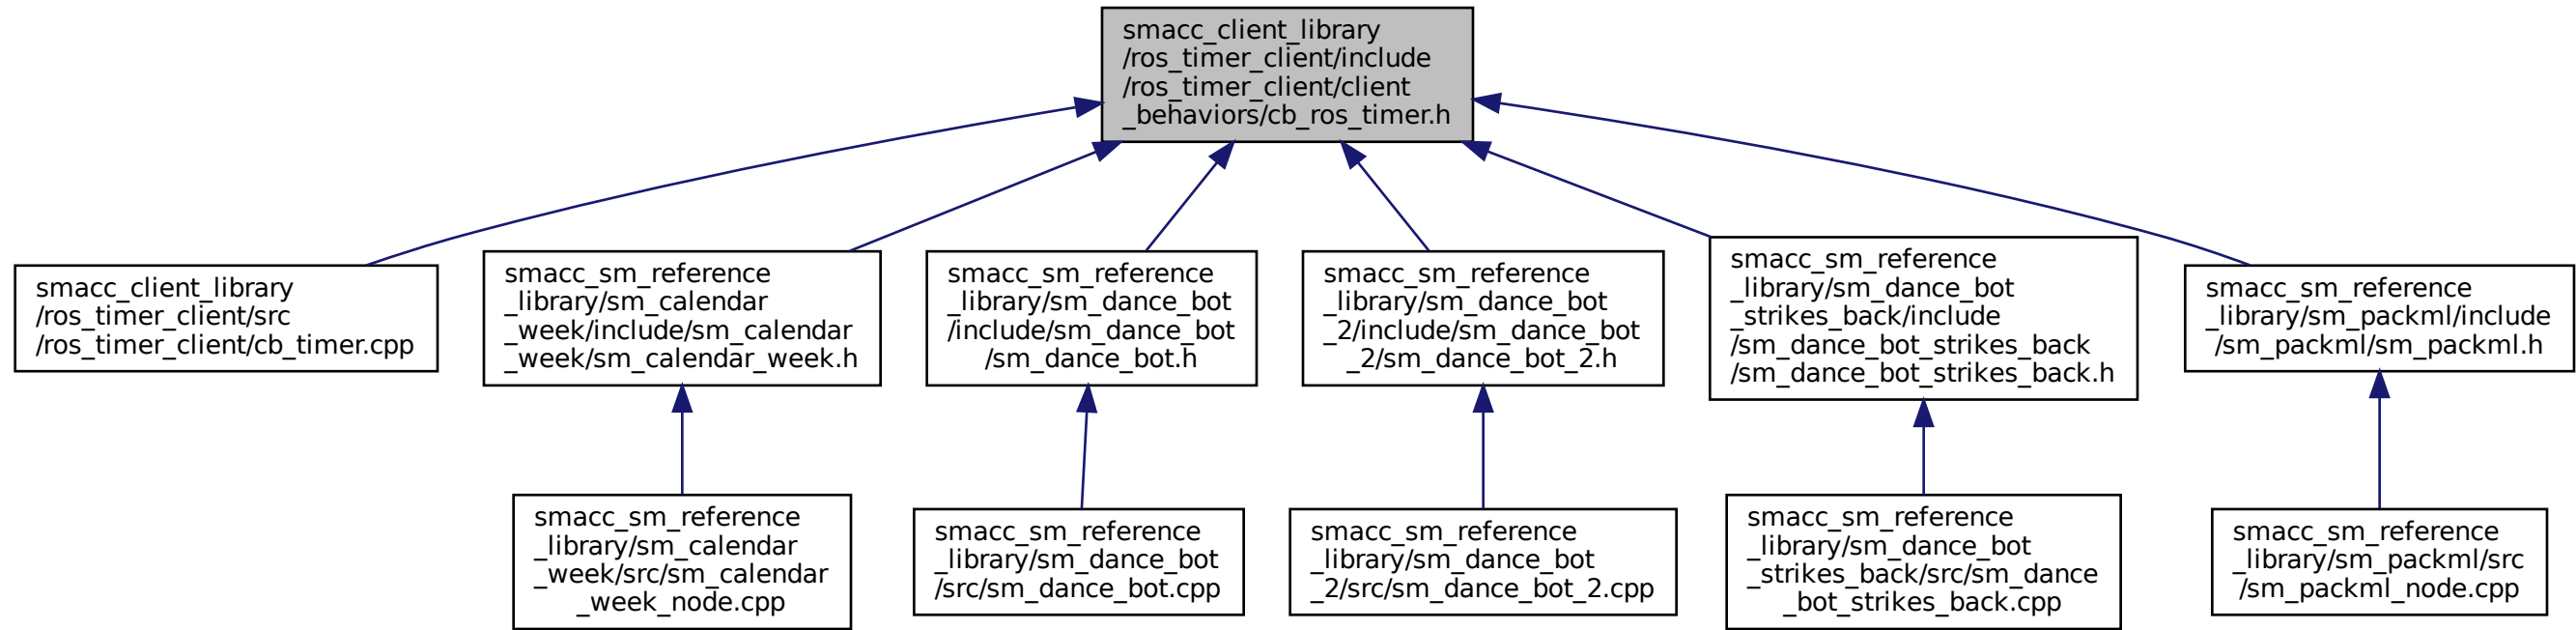 smacc_client_library
/ros_timer_client/include
/ros_timer_client/client
_behaviors/cb_ros_timer.h
smacc_client_library
/ros_timer_client/src
/ros_timer_client/cb_timer.cpp
smacc_sm_reference
_library/sm_calendar
_week/include/sm_calendar
_week/sm_calendar_week.h
smacc_sm_reference
_library/sm_dance_bot
/include/sm_dance_bot
/sm_dance_bot.h
smacc_sm_reference
_library/sm_dance_bot
_2/include/sm_dance_bot
_2/sm_dance_bot_2.h
smacc_sm_reference
_library/sm_dance_bot
_strikes_back/include
/sm_dance_bot_strikes_back
/sm_dance_bot_strikes_back.h
smacc_sm_reference
_library/sm_packml/include
/sm_packml/sm_packml.h
smacc_sm_reference
_library/sm_calendar
_week/src/sm_calendar
_week_node.cpp
smacc_sm_reference
_library/sm_dance_bot
/src/sm_dance_bot.cpp
smacc_sm_reference
_library/sm_dance_bot
_2/src/sm_dance_bot_2.cpp
smacc_sm_reference
_library/sm_dance_bot
_strikes_back/src/sm_dance
_bot_strikes_back.cpp
smacc_sm_reference
_library/sm_packml/src
/sm_packml_node.cpp